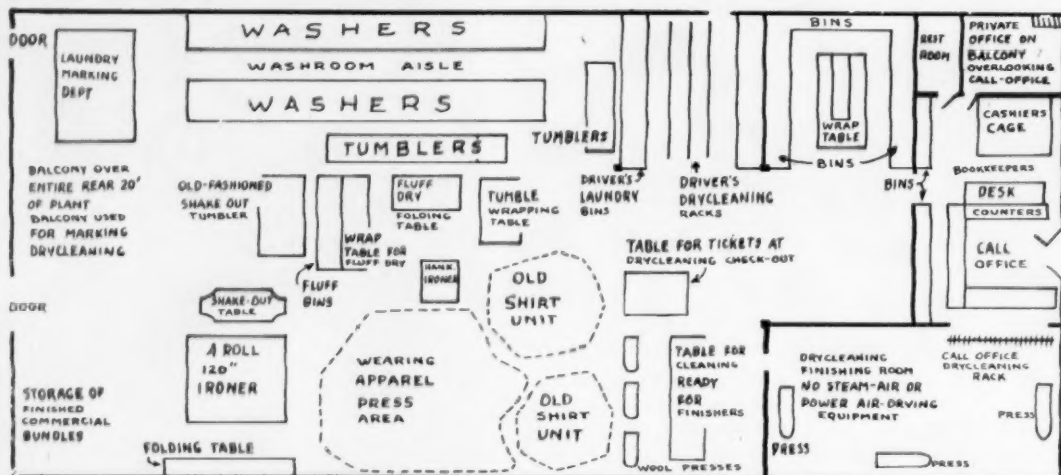 DOOR
LAUNDRY
MARKING
DEPT
WASHERS
WASHROOM AISLE
WASHERS
TUMBLERS
TUMBLERS
BALCONY OVER
ENTIRE REAR 20'
OF PLANT
BALCONY USED
FOR MARKING
DRYCLEANING
OLD-FASHIONED
SHAKE OUT
TUMBLER
WRAP
TABLE FOR
FLUFF DRY
FLUFF
BINS
FLUFF
DRY
FOLDING
TABLE
TUMBLE
WRAPPING
TABLE
DRIVER'S
LAUNDRY
BINS
DRIVER'S
DRYCLEANING
RACKS
BINS
WRAP
TABLE
BINS
REST
ROOM
PRIVATE
OFFICE ON
BALCONY
OVERLOOKING
CALL-OFFICE
CASHIERS
CAGE
BOOKKEEPERS
BINS
DESK
COUNTERS
CALL
OFFICE
DOOR
SHAKE-OUT
TABLE
HANK.
IRONER
OLD
SHIRT
UNIT
TABLE FOR TICKETS AT
DRYCLEANING CHECK-OUT
STORAGE OF
FINISHED
COMMERCIAL
BUNDLES
4 ROLL
120"
IRONER
FOLDING TABLE
WEARING
APPAREL
PRESS
AREA
OLD
SHIRT
UNIT
TABLE FOR
CLEANING
READY
FOR
FINISHERS
WOOL PRESSES
DRYCLEANING
FINISHING ROOM
NO STEAM-AIR OR
POWER AIR-DRYING
EQUIPMENT
CALL OFFICE
DRYCLEANING
RACK
PRESS
PRESS
PRESS